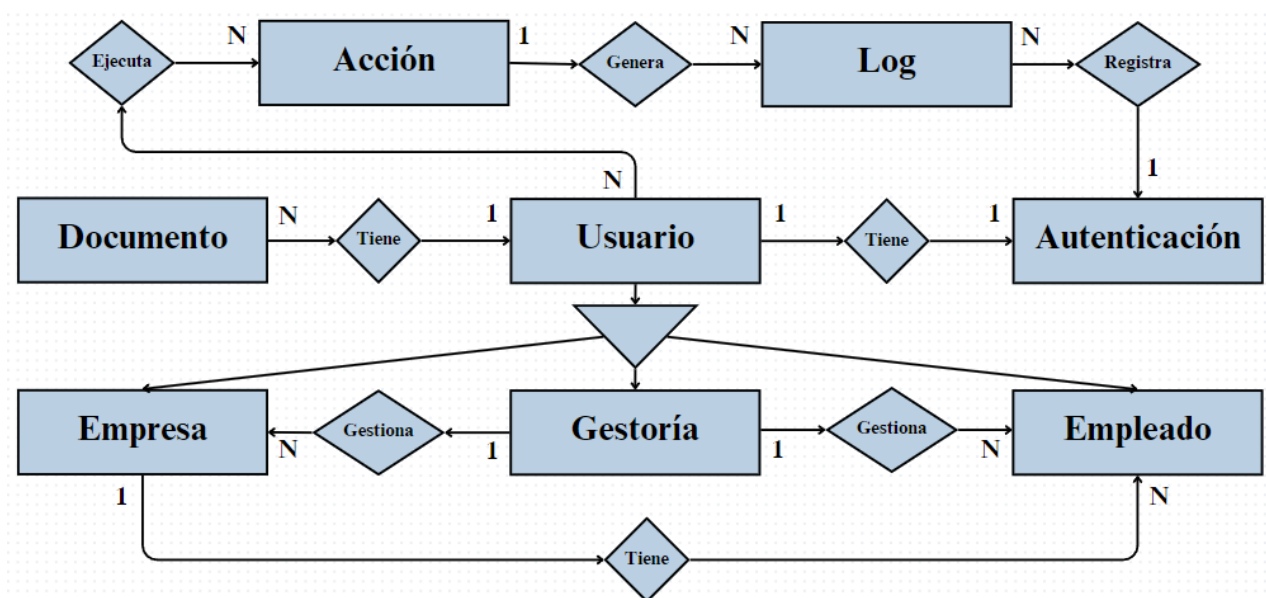 N
1
N
N
Ejecuta
Acción
Genera
Log
Registra
N
1
N
1
1
1
Documento
Tiene
Usuario
Tiene
Autenticación
Empresa
Gestiona
Gestoría
Gestiona
Empleado
N
1
1
N
1
N
Tiene